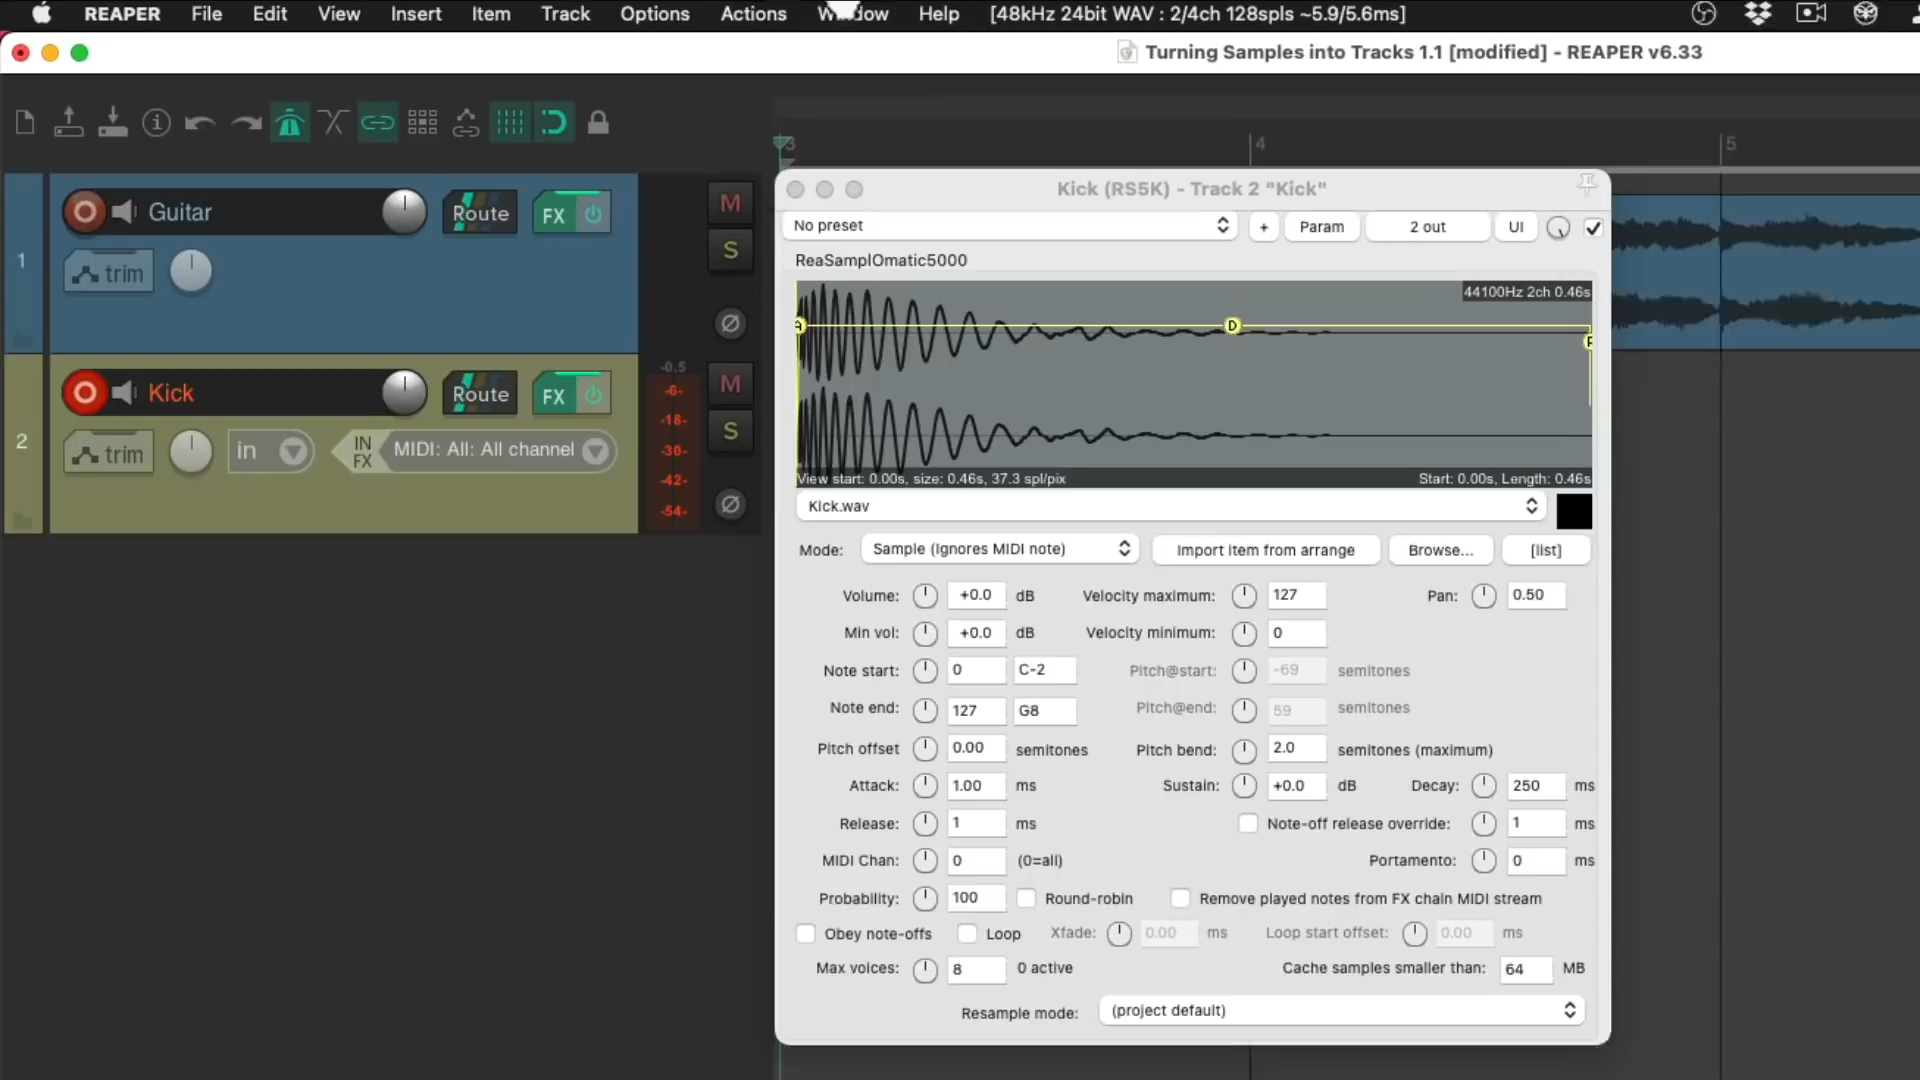 REAPER File Edit View Insert Item Track Options Actions Window Help [48kHz 24bit WAV : 2/4ch 128spls ~5.9/5.6ms]
Turning Samples into Tracks 1.1 [modified] - REAPER v6.33
3 4 5
1 Guitar Route FX M
trim S
Kick (RS5K) - Track 2 "Kick"
No preset + Param 2 out UI
ReaSamplOmatic5000
44100Hz 2ch 0.46s
A D R
View start: 0.00s, size: 0.46s, 37.3 spl/pix Start: 0.00s, Length: 0.46s
2 Kick Route FX M
trim in IN FX MIDI: All: All channel S
-0.5
-6-
-18-
-30-
-42-
-54-
Kick.wav
Mode: Sample (Ignores MIDI note) Import item from arrange Browse... [list]
Volume: +0.0 dB Velocity maximum: 127 Pan: 0.50
Min vol: +0.0 dB Velocity minimum: 0
Note start: 0 C-2 Pitch@start: -69 semitones
Note end: 127 G8 Pitch@end: 59 semitones
Pitch offset 0.00 semitones Pitch bend: 2.0 semitones (maximum)
Attack: 1.00 ms Sustain: +0.0 dB Decay: 250 ms
Release: 1 ms Note-off release override: 1 ms
MIDI Chan: 0 (0=all) Portamento: 0 ms
Probability: 100 Round-robin Remove played notes from FX chain MIDI stream
Obey note-offs Loop Xfade: 0.00 ms Loop start offset: 0.00 ms
Max voices: 8 0 active Cache samples smaller than: 64 MB
Resample mode: (project default)